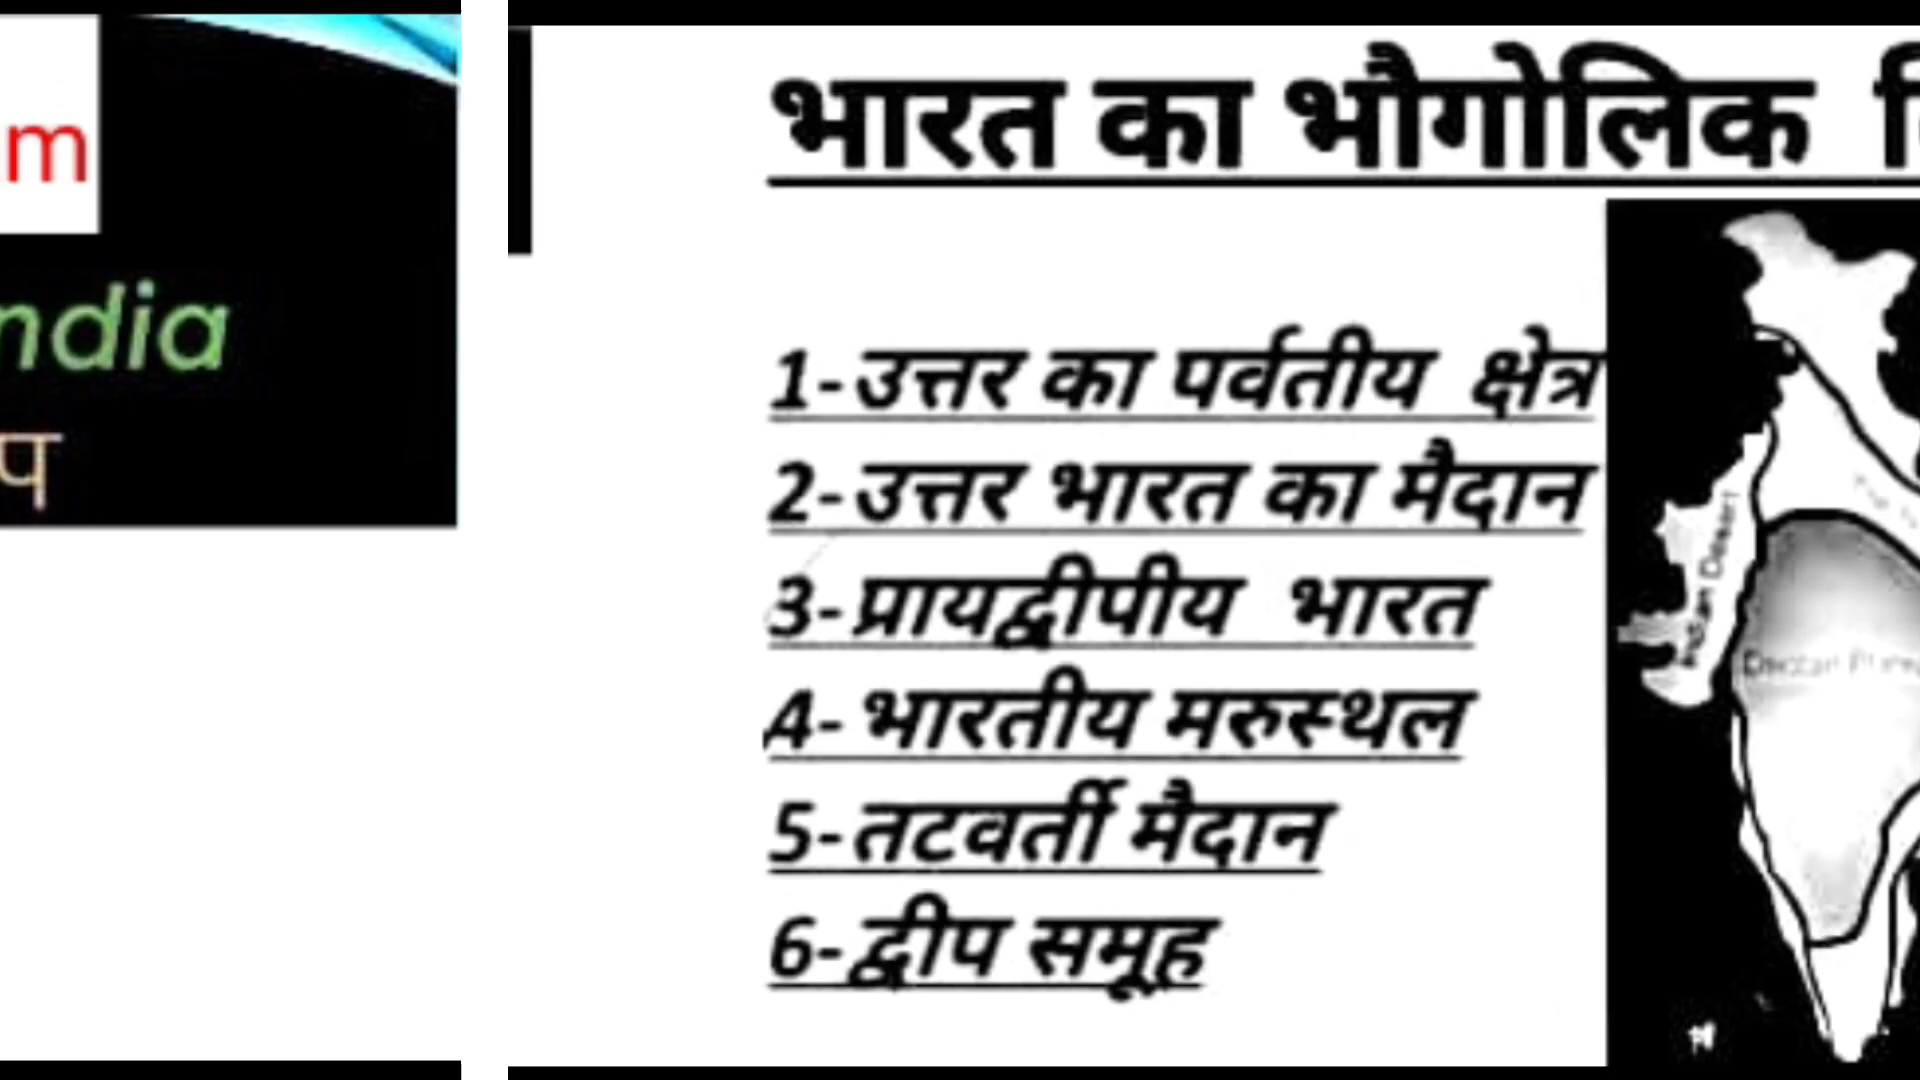 m
ndia
प
भारत का भौगोलिक
1-उत्तर का पर्वतीय क्षेत्र
2-उत्तर भारत का मैदान
3-प्रायद्वीपीय भारत
4-भारतीय मरुस्थल
5-तटवर्ती मैदान
6-द्वीप समूह
Indian Desert